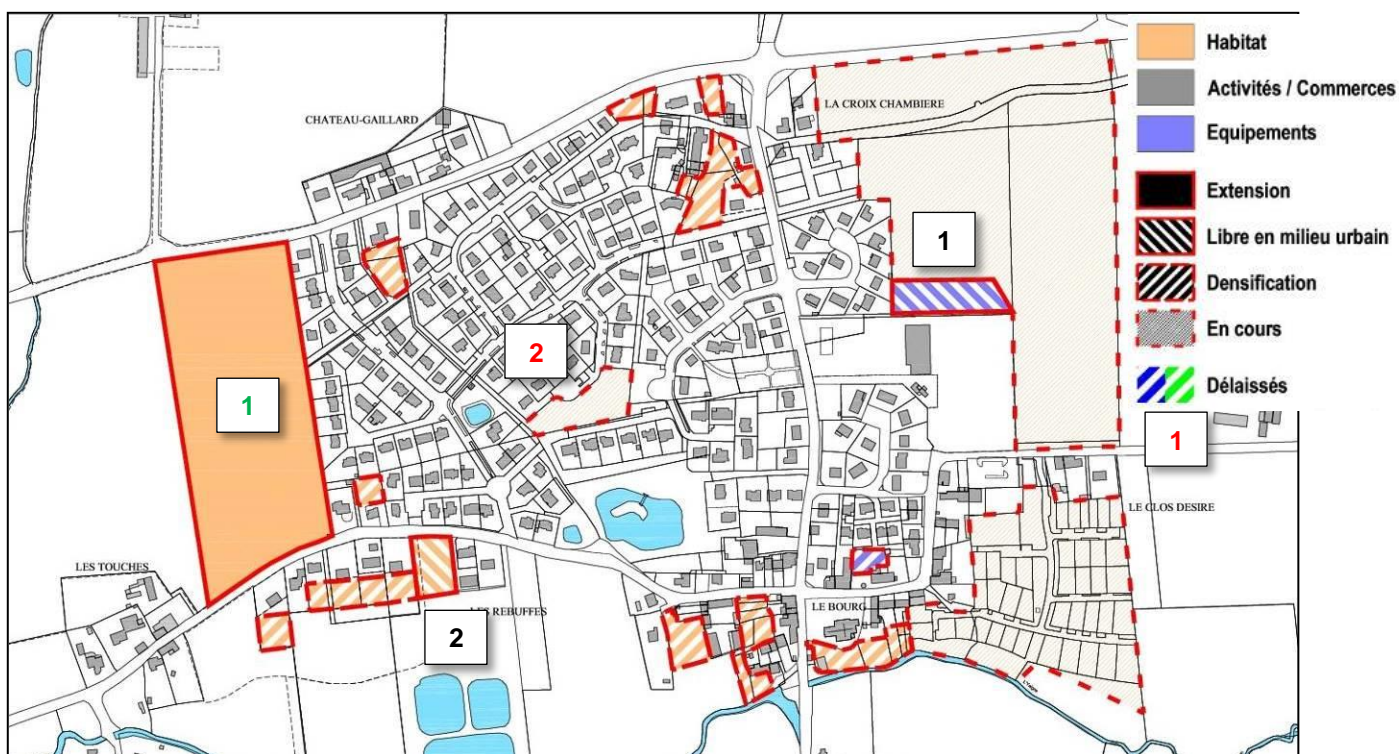 Habitat
Activités / Commerces
Equipements
Extension
Libre en milieu urbain
Densification
En cours
Délaissés
LA CROIX CHAMBIERE
CHATEAU-GAILLARD
1
2
1
1
LE CLOS DESIRE
LES TOUCHES
LE BOURG
LES REBUFFES
2